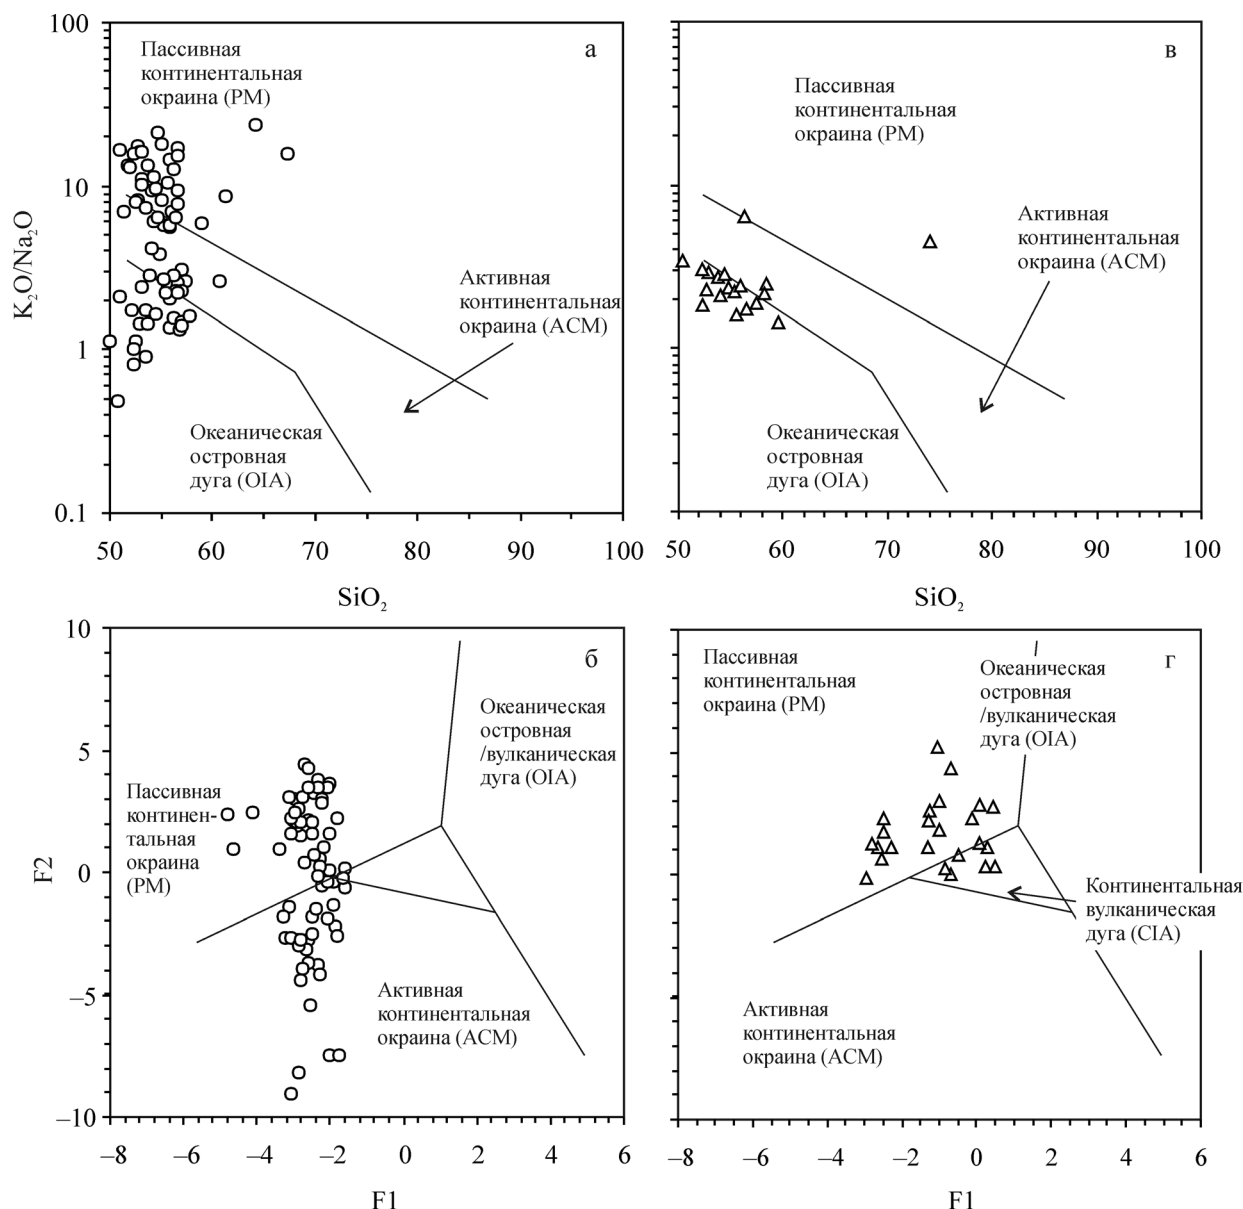 100
10
1
0.1
K₂O/Na₂O
Пассивная
континентальная
окраина (PM)
а
Активная
континентальная
окраина (ACM)
Океаническая
островная
дуга (OIA)
50 60 70 80 90 100
SiO₂
в
Пассивная
континентальная
окраина (PM)
Активная
континентальная
окраина (ACM)
Океаническая
островная
дуга (OIA)
50 60 70 80 100
SiO₂
10
5
0
–5
–10
F2
б
Океаническая
островная
/вулканическая
дуга (OIA)
Пассивная
континен-
тальная
окраина
(PM)
Активная
континентальная
окраина (ACM)
–8 –6 –4 –2 0 2 4 6
F1
Пассивная
континентальная
окраина (PM)
г
Океаническая
островная
/вулканическая
дуга (OIA)
Континентальная
вулканическая
дуга (CIA)
Активная
континентальная
окраина (ACM)
–8 –6 –4 –2 0 2 4 6
F1